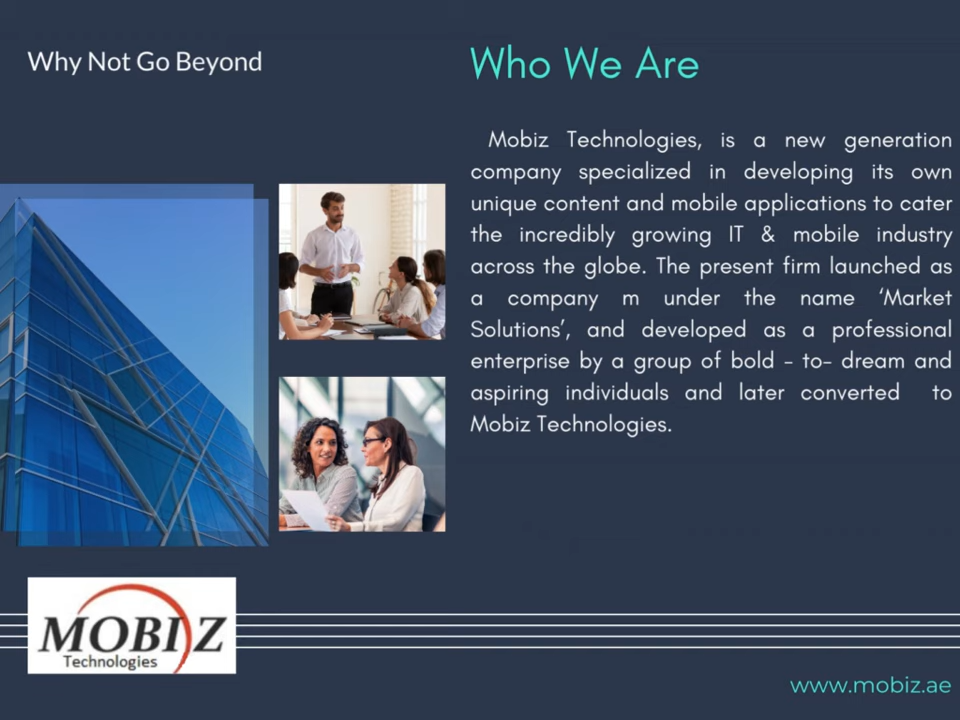 Why Not Go Beyond
Who We Are
Mobiz Technologies, is a new generation
company specialized in developing its own
unique content and mobile applications to cater
the incredibly growing IT & mobile industry
across the globe. The present firm launched as
a company m under the name ‘Market
Solutions’, and developed as a professional
enterprise by a group of bold - to- dream and
aspiring individuals and later converted to
Mobiz Technologies.
MOBIZ
Technologies
www.mobiz.ae